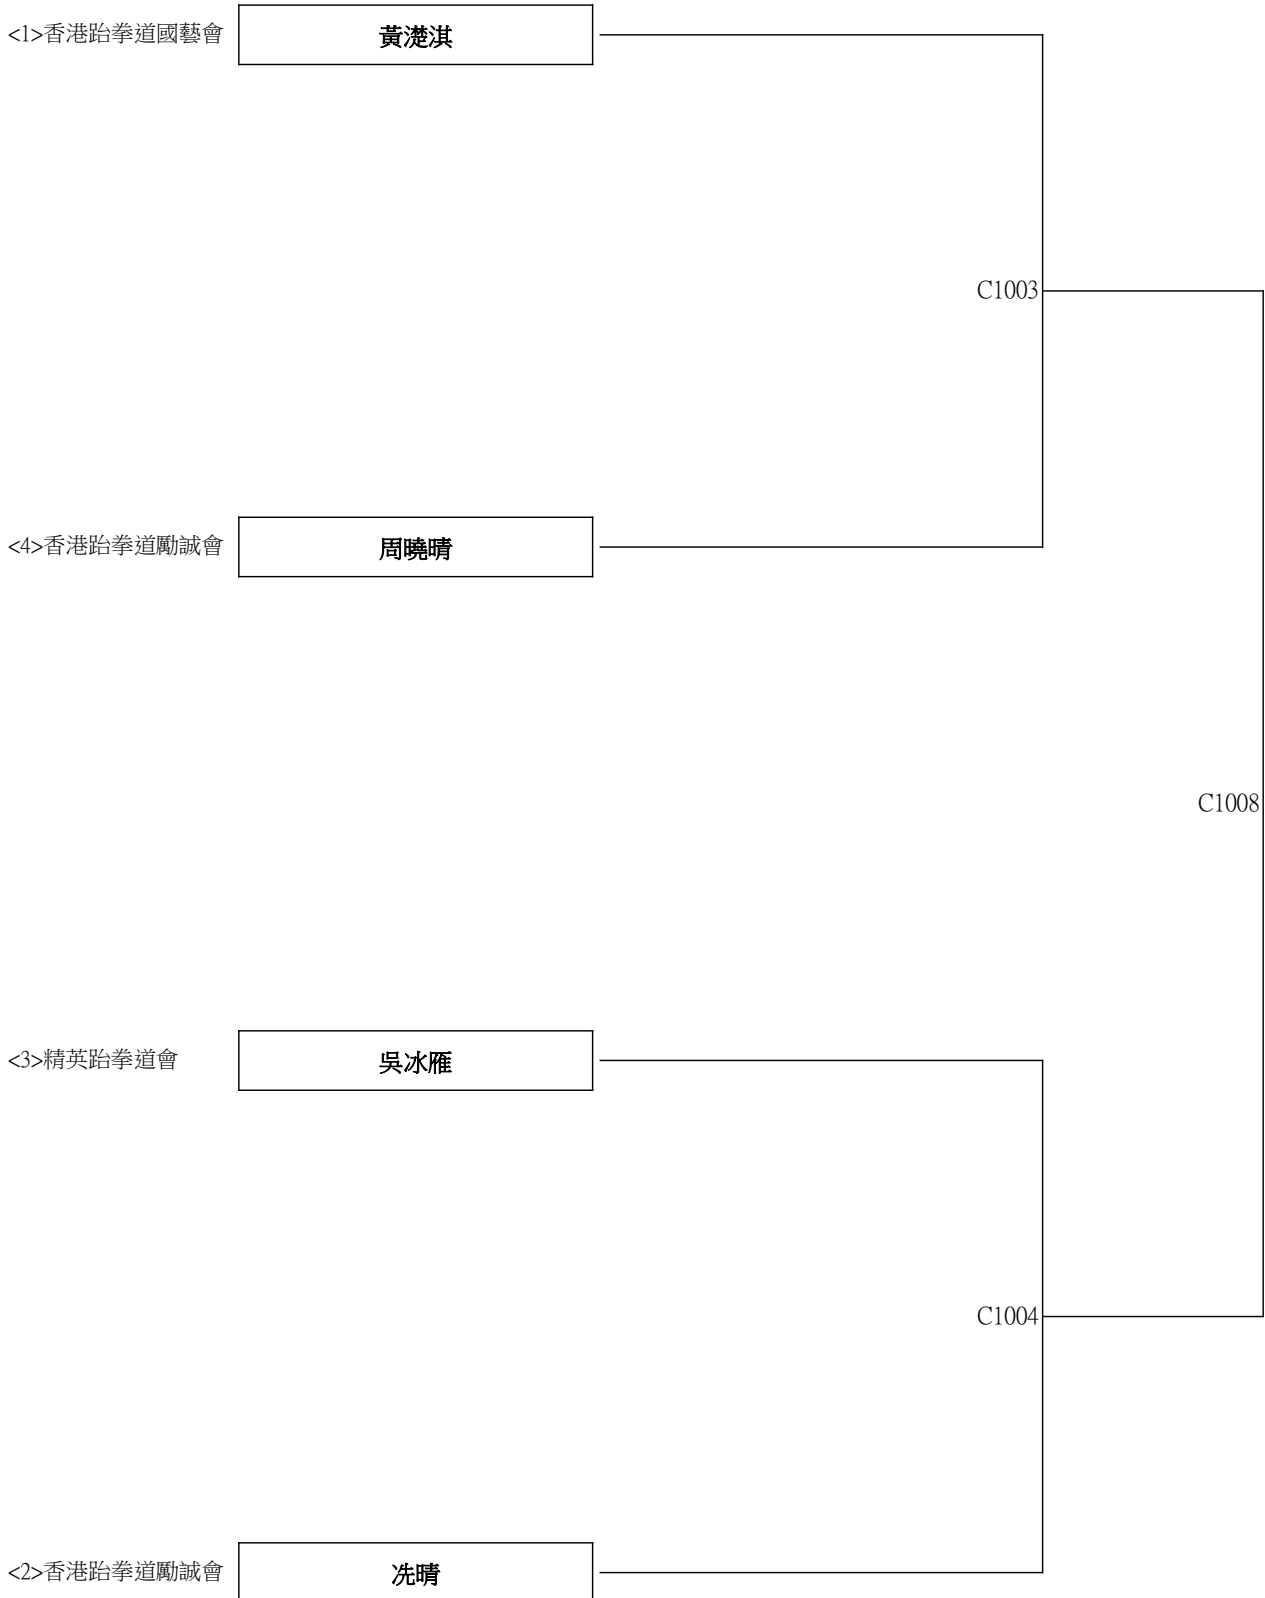 <1>香港跆拳道國藝會 黃濋淇
C1003
<4>香港跆拳道勵誠會 周曉晴
C1008
<3>精英跆拳道會 吳冰雁
C1004
<2>香港跆拳道勵誠會 冼晴